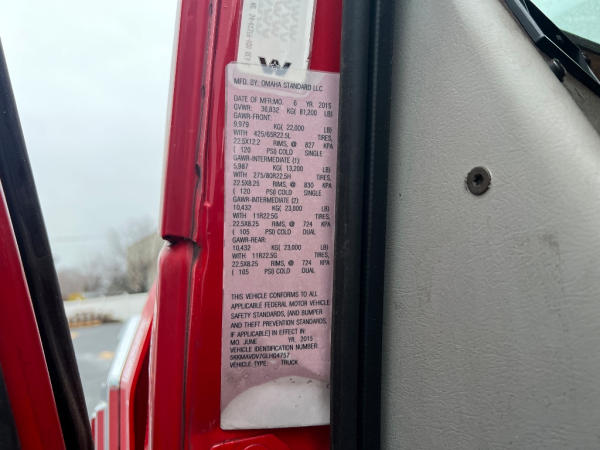 MFD. BY: OMAHA STANDARD LLC
DATE OF MFR:MO. 6 YR. 2015
GVWR: 36,832 KG( 81,200 LB)
GAWR-FRONT:
9,979 KG( 22,000 LB)
WITH 425/65R22.5L TIRES,
22.5X12.2 RIMS, @ 827 KPA
( 120 PSI) COLD SINGLE
GAWR-INTERMEDIATE (1):
5,987 KG( 13,200 LB)
WITH 275/80R22.5H TIRES,
22.5X8.25 RIMS, @ 830 KPA
( 120 PSI) COLD SINGLE
GAWR-INTERMEDIATE (2):
10,432 KG( 23,000 LB)
WITH 11R22.5G TIRES,
22.5X8.25 RIMS, @ 724 KPA
( 105 PSI) COLD DUAL
GAWR-REAR:
10,432 KG( 23,000 LB)
WITH 11R22.5G TIRES,
22.5X8.25 RIMS, @ 724 KPA
( 105 PSI) COLD DUAL
THIS VEHICLE CONFORMS TO ALL
APPLICABLE FEDERAL MOTOR VEHICLE
SAFETY STANDARDS, [AND BUMPER
AND THEFT PREVENTION STANDARDS,
IF APPLICABLE] IN EFFECT IN:
MO. JUNE YR. 2015
VEHICLE IDENTIFICATION NUMBER:
5KKMAVDV7GLHG4757
VEHICLE TYPE: TRUCK